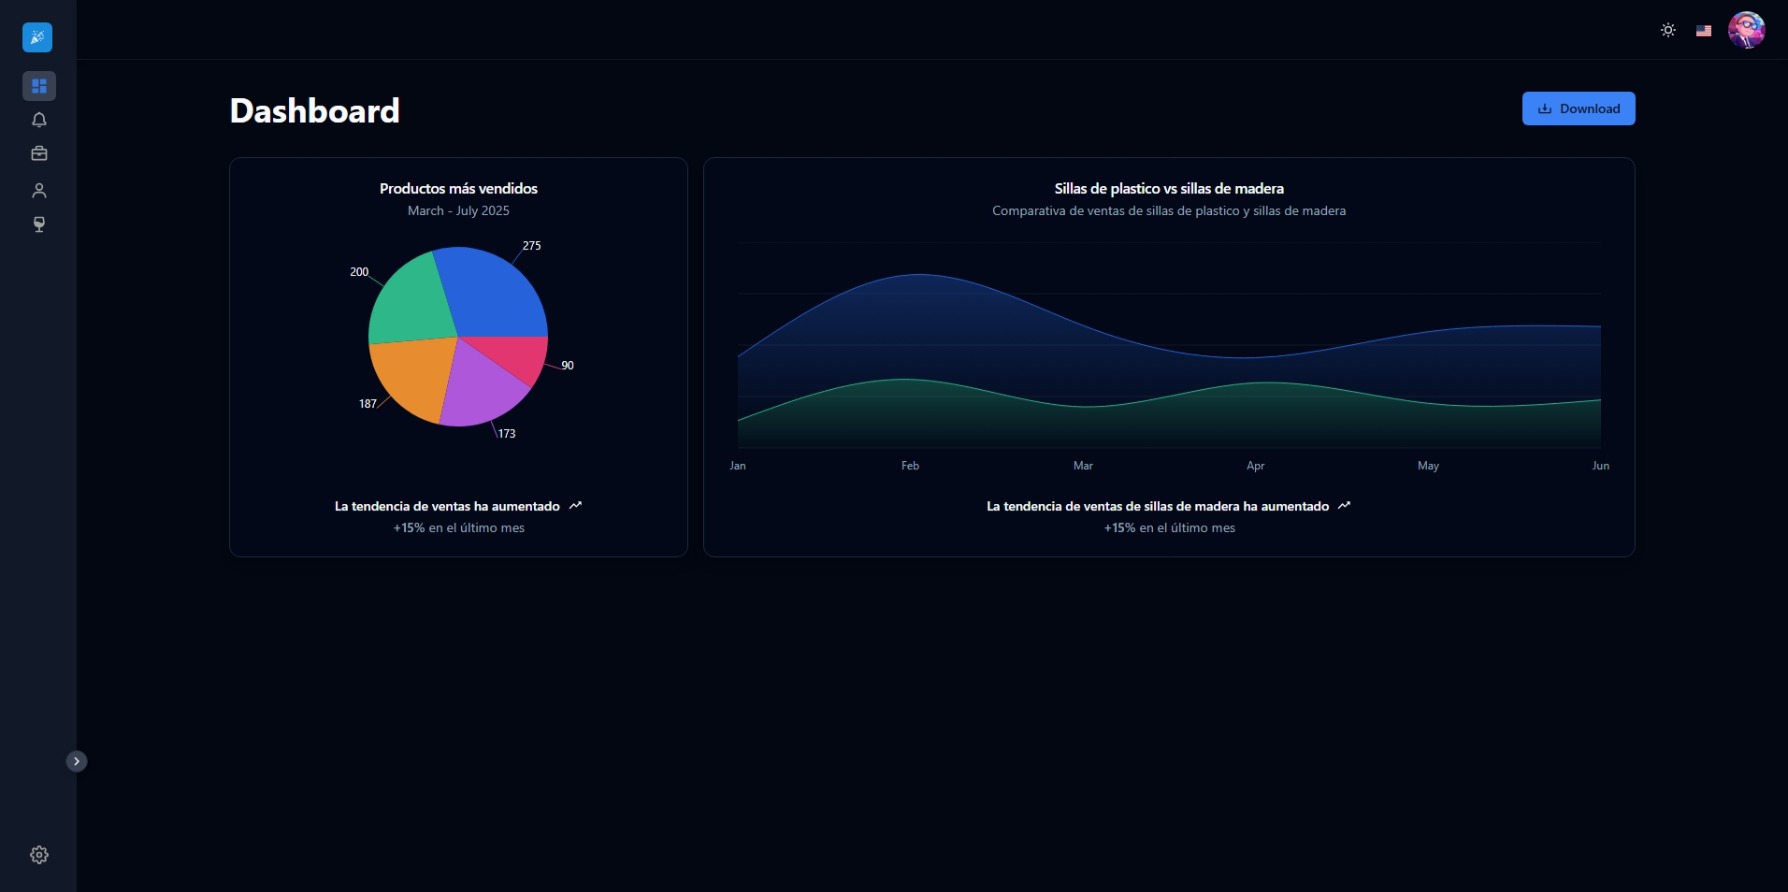 Dashboard
Download
Productos más vendidos
March - July 2025
275
200
90
187
173
La tendencia de ventas ha aumentado
+15% en el último mes
Sillas de plastico vs sillas de madera
Comparativa de ventas de sillas de plastico y sillas de madera
Jan Feb Mar Apr May Jun
La tendencia de ventas de sillas de madera ha aumentado
+15% en el último mes